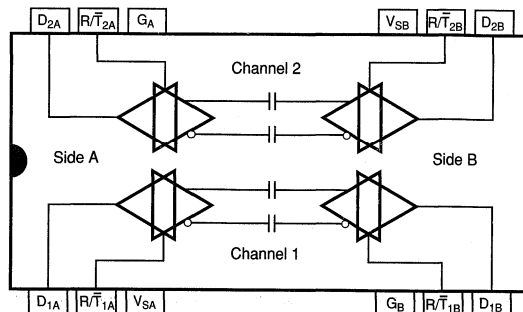 D2A R/T̅2A GA VSB R/T̅2B D2B
Channel 2
Side A Side B
Channel 1
D1A R/T̅1A VSA GB R/T̅1B D1B